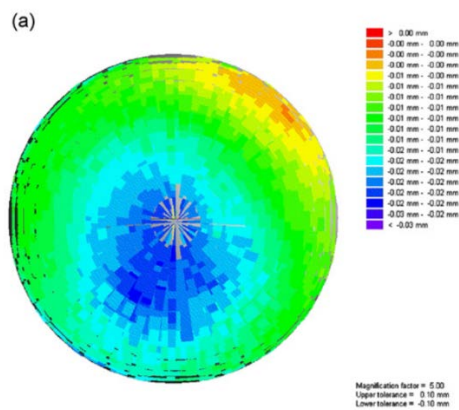 (a)
> 0.00 mm
-0.00 mm - 0.00 mm
-0.00 mm - -0.00 mm
-0.00 mm - -0.00 mm
-0.01 mm - -0.00 mm
-0.01 mm - -0.01 mm
-0.01 mm - -0.01 mm
-0.01 mm - -0.01 mm
-0.01 mm - -0.01 mm
-0.01 mm - -0.01 mm
-0.02 mm - -0.01 mm
-0.02 mm - -0.02 mm
-0.02 mm - -0.02 mm
-0.02 mm - -0.02 mm
-0.02 mm - -0.02 mm
-0.03 mm - -0.02 mm
< -0.03 mm
Magnification factor = 5.00
Upper tolerance = 0.10 mm
Lower tolerance = -0.10 mm